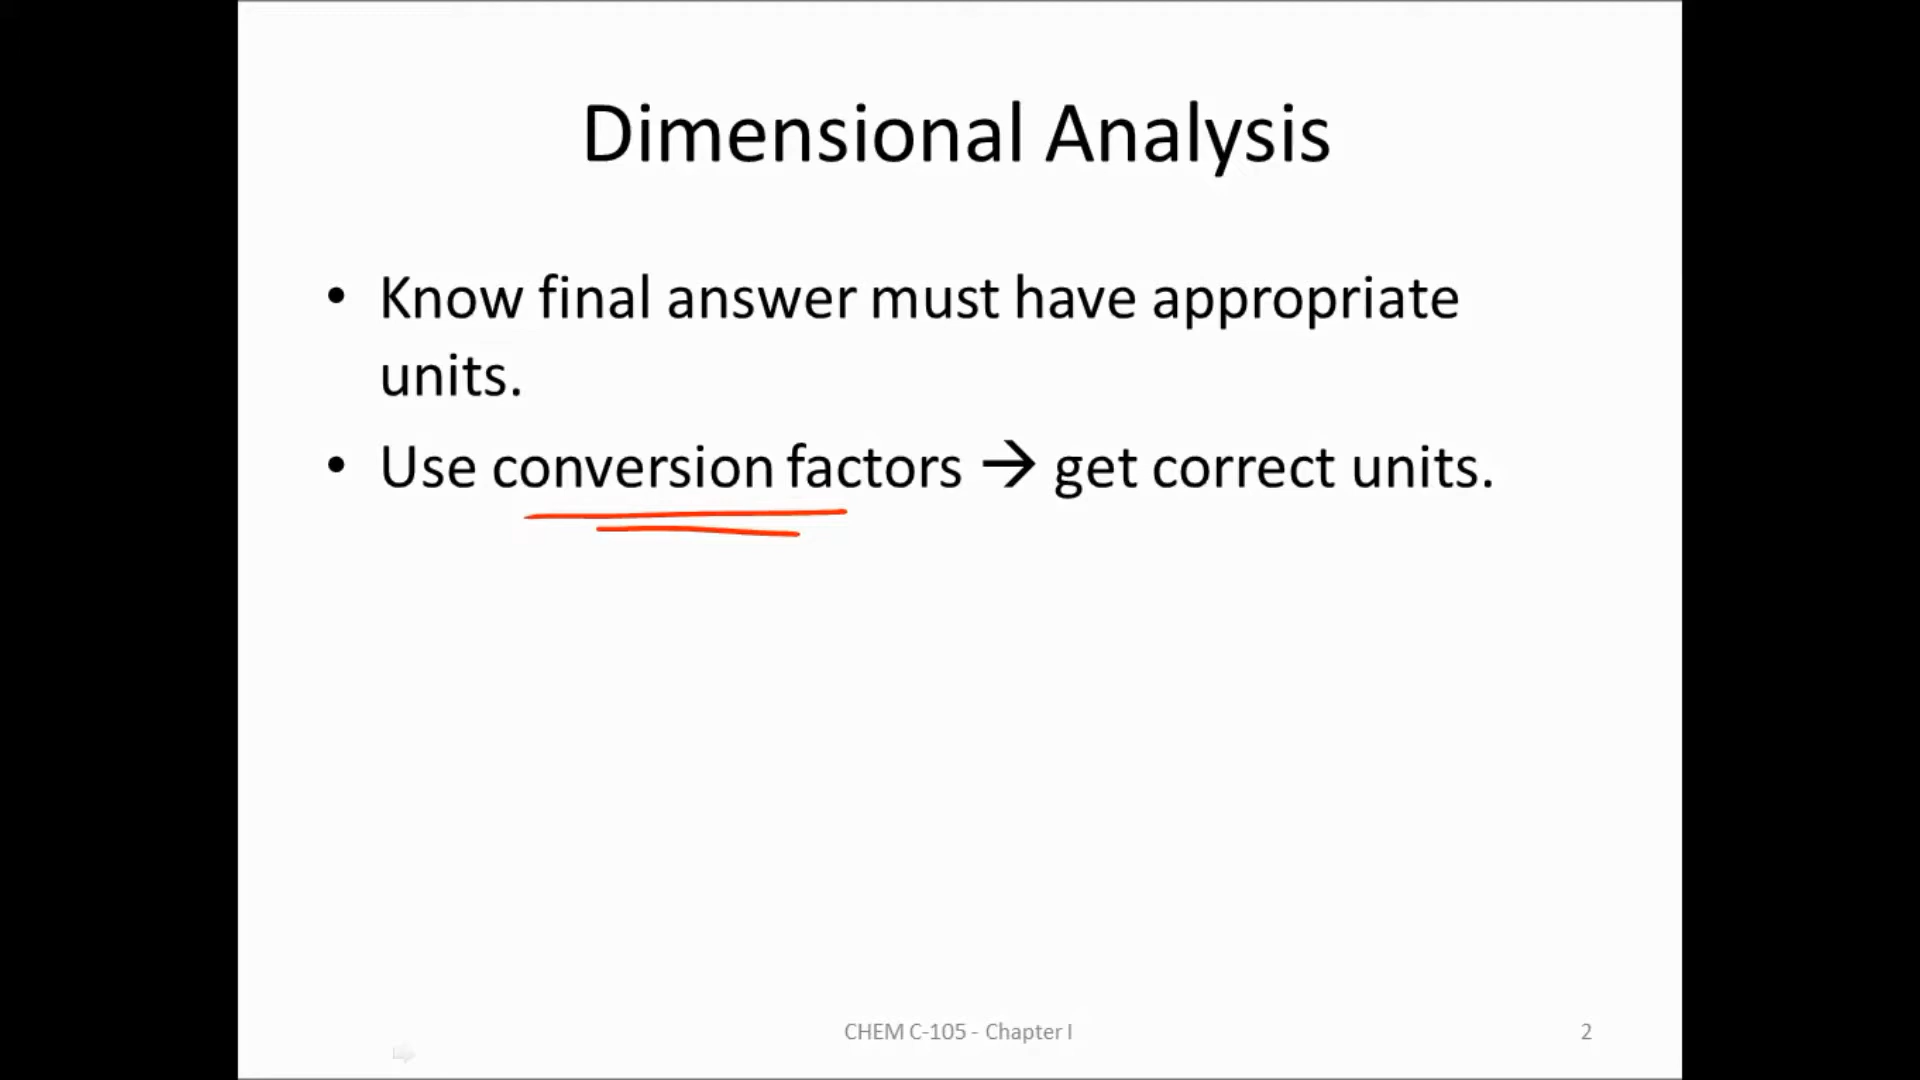 Dimensional Analysis
• Know final answer must have appropriate
units.
• Use conversion factors → get correct units.
CHEM C-105 - Chapter I
2